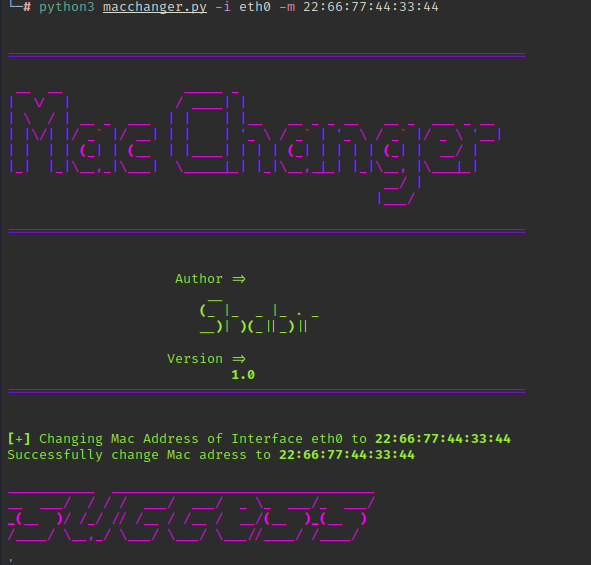 └─# python3 macchanger.py -i eth0 -m 22:66:77:44:33:44
Mac Changer
Author =>
Shubi
Version =>
1.0
[+] Changing Mac Address of Interface eth0 to 22:66:77:44:33:44
Successfully change Mac adress to 22:66:77:44:33:44
SUCCESS